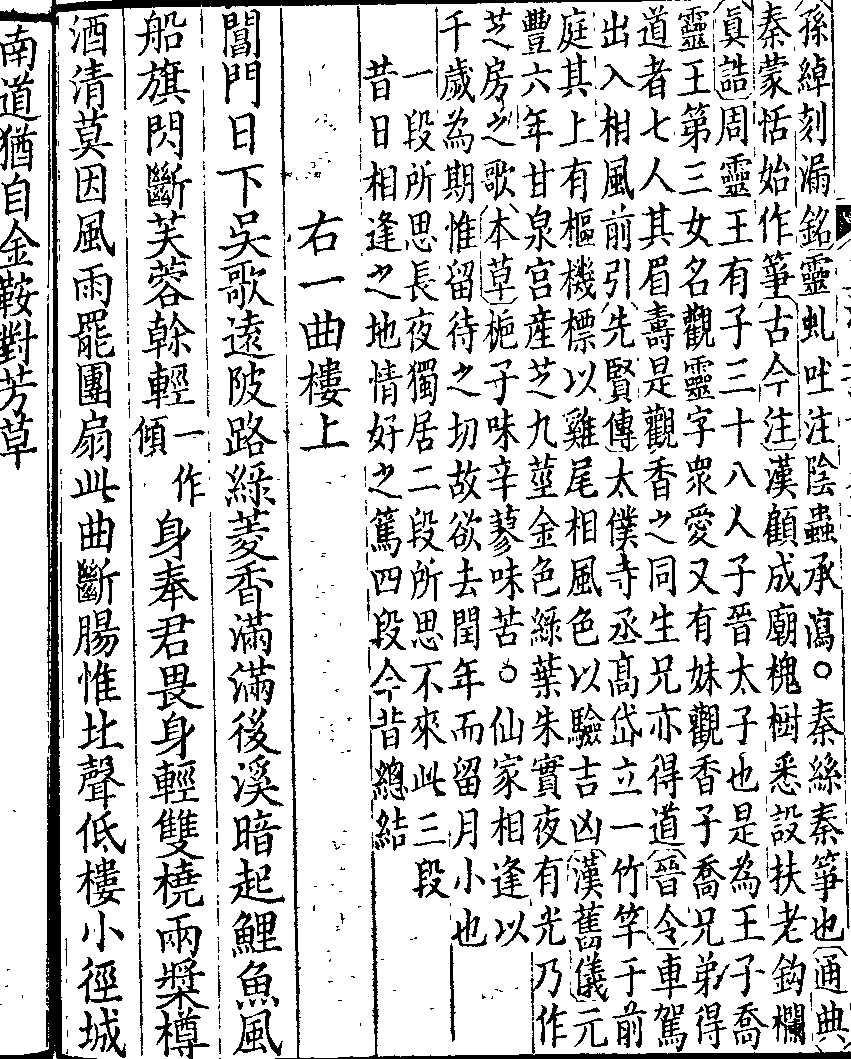 孫綽刻漏銘靈虬吐注陰蟲承瀉○秦絲秦箏也通典
秦蒙恬始作箏古今注漢顧成廟槐樹悉設扶老鈎欄
眞誥周靈王有子三十八人子晉太子也是為王子喬
靈王第三女名觀靈字衆愛又有妹觀香子喬兄弟得
道者七人其眉壽是觀香之同生兄亦得道晉令車駕
出入相風前引先賢傳太僕寺丞高岱立一竹竿于前
庭其上有樞機標以雞尾相風色以驗吉凶漢舊儀元
豐六年甘泉宮産芝九莖金色綠葉朱實夜有光乃作
芝房之歌本草梔子味辛蓼味苦○仙家相逢以
千歲為期惟留待之切故欲去閏年而留月小也
一段所思長夜獨居二段所思不來此三段
昔日相逢之地情好之篤四段今昔總結
右一曲樓上
閶門日下吳歌遠陂路綠菱香滿滿後溪暗起鯉魚風
船旗閃斷芙蓉幹輕一作傾身奉君畏身輕雙橈兩槳樽
酒清莫因風雨罷團扇此曲斷腸惟北聲低樓小徑城
南道猶自金鞍對芳草